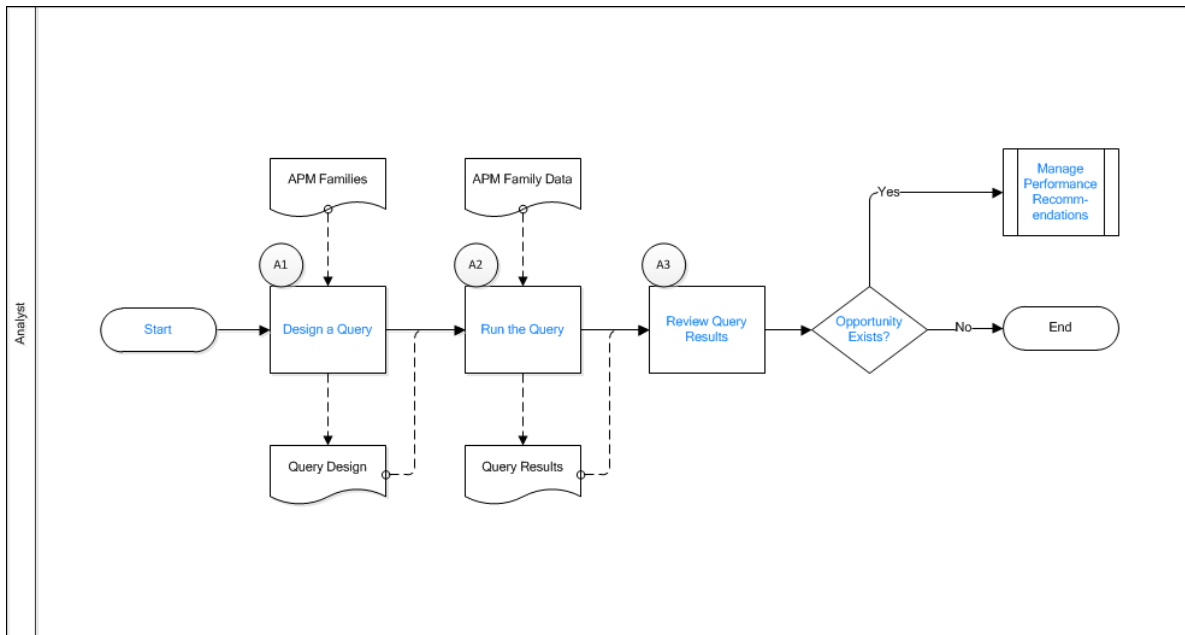 Analyst
APM Families
APM Family Data
Manage
Performance
Recomm-
endations
Yes
A1
A2
A3
Start
Design a Query
Run the Query
Review Query
Results
Opportunity
Exists?
No
End
Query Design
Query Results